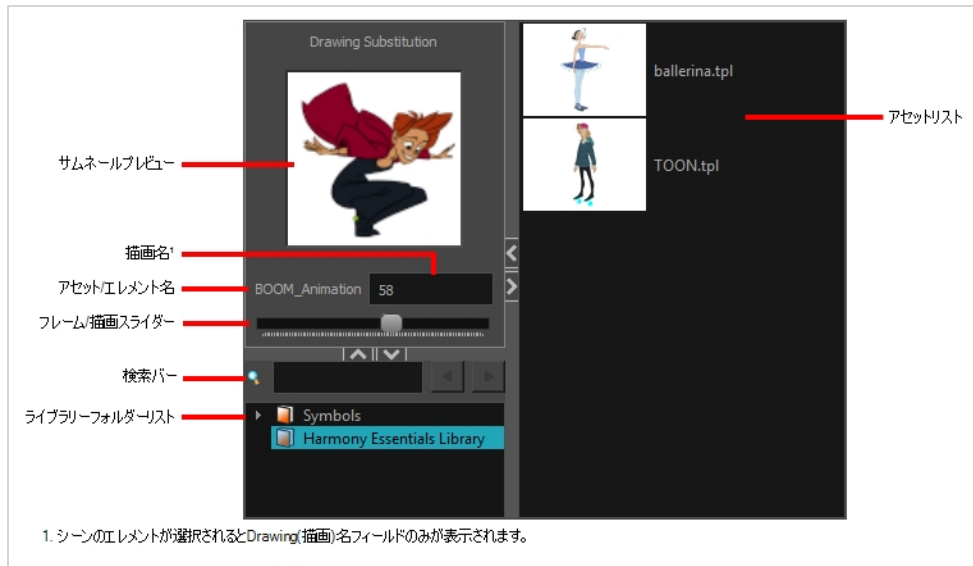 Drawing Substitution
ballerina.tpl
アセットリスト
サムネールプレビュー
TOON.tpl
描画名¹
アセット/エレメント名
BOOM_Animation 58
フレーム/描画スライダー
検索バー
ライブラリーフォルダーリスト
Symbols
Harmony Essentials Library
1. シーンのエレメントが選択されるとDrawing(描画)名フィールドのみが表示されます。